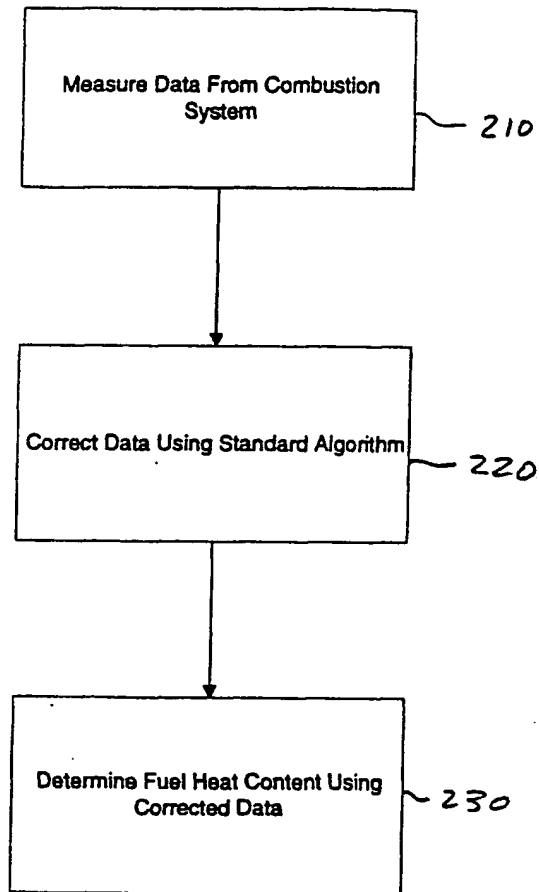 Measure Data From Combustion
System
210
Correct Data Using Standard Algorithm
220
Determine Fuel Heat Content Using
Corrected Data
230